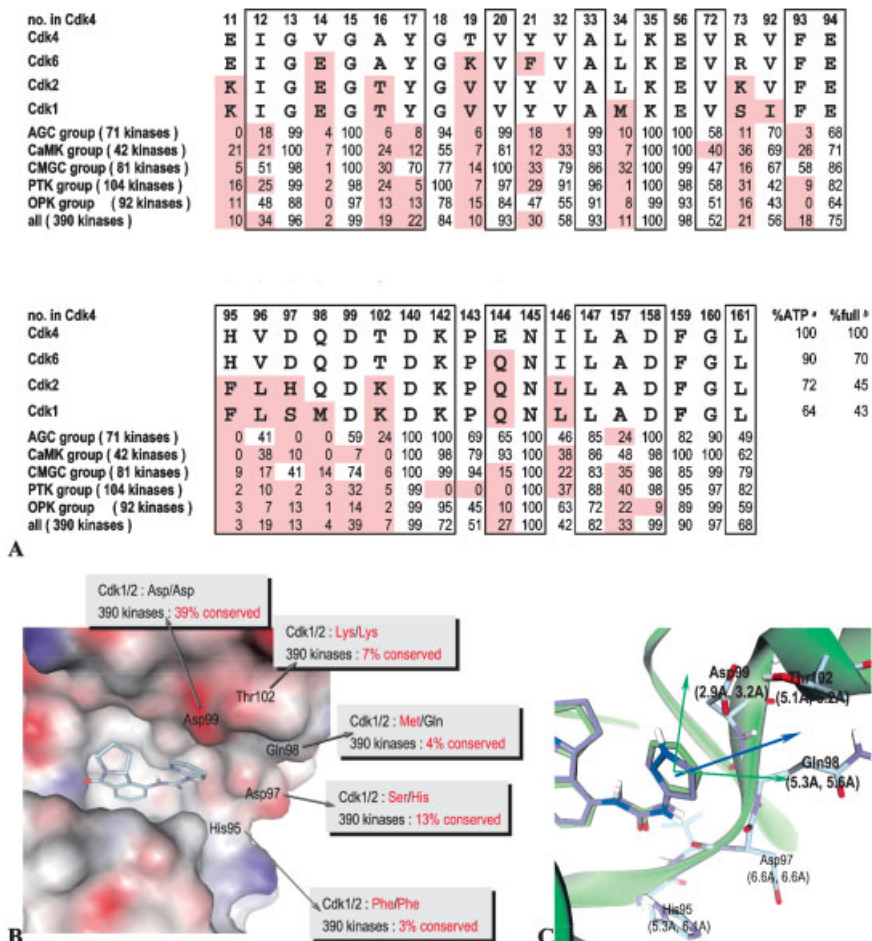 no. in Cdk4 11 12 13 14 15 16 17 18 19 20 21 32 33 34 35 56 72 73 92 93 94
Cdk4 E I G V G A Y G T V Y V A L K E V R V F E
Cdk6 E I G E G A Y G K V F V A L K E V R V F E
Cdk2 K I G E G T Y G V V Y V A L K E V K V F E
Cdk1 K I G E G T Y G V V Y V A M K E V S I F E
AGC group ( 71 kinases ) 0 18 99 4 100 6 8 94 6 99 18 1 99 10 100 100 58 11 70 3 68
CaMK group ( 42 kinases ) 21 21 100 7 100 24 12 55 7 81 12 33 93 7 100 100 40 36 69 26 71
CMGC group ( 81 kinases ) 5 51 98 1 100 30 70 77 14 100 33 79 86 32 100 99 47 16 67 58 86
PTK group ( 104 kinases ) 16 25 99 2 98 24 5 100 7 97 29 91 96 1 100 98 58 31 42 9 82
OPK group ( 92 kinases ) 11 48 88 0 97 13 13 78 15 84 47 55 91 8 99 93 51 16 43 0 64
all ( 390 kinases ) 10 34 96 2 99 19 22 84 10 93 30 58 93 11 100 98 52 21 56 18 75
no. in Cdk4 95 96 97 98 99 102 140 142 143 144 145 146 147 157 158 159 160 161 %ATP a %full b
Cdk4 H V D Q D T D K P E N I L A D F G L 100 100
Cdk6 H V D Q D T D K P Q N I L A D F G L 90 70
Cdk2 F L H Q D K D K P Q N L L A D F G L 72 45
Cdk1 F L S M D K D K P Q N L L A D F G L 64 43
AGC group ( 71 kinases ) 0 41 0 0 59 24 100 100 69 65 100 46 85 24 100 82 90 49
CaMK group ( 42 kinases ) 0 38 10 0 7 0 100 98 79 93 100 38 86 48 98 100 100 62
CMGC group ( 81 kinases ) 9 17 41 14 74 6 100 99 94 15 100 22 83 35 98 85 99 79
PTK group ( 104 kinases ) 2 10 2 3 32 5 99 0 0 0 100 37 88 40 98 95 97 82
OPK group ( 92 kinases ) 3 7 13 1 14 2 99 95 45 10 100 63 72 22 9 89 99 59
all ( 390 kinases ) 3 19 13 4 39 7 99 72 51 27 100 42 82 33 99 90 97 68
A
Cdk1/2 : Asp/Asp
390 kinases : 39% conserved
Cdk1/2 : Lys/Lys
390 kinases : 7% conserved
Thr102
Asp99
Gln98
Cdk1/2 : Met/Gln
390 kinases : 4% conserved
Asp97
Cdk1/2 : Ser/His
390 kinases : 13% conserved
His95
Cdk1/2 : Phe/Phe
390 kinases : 3% conserved
B
Asp99
(2.9A, 3.2A)
Thr102
(5.1A, 5.2A)
Gln98
(5.3A, 5.6A)
Asp97
(6.6A, 6.6A)
His95
(5.3A, 6.1A)
C